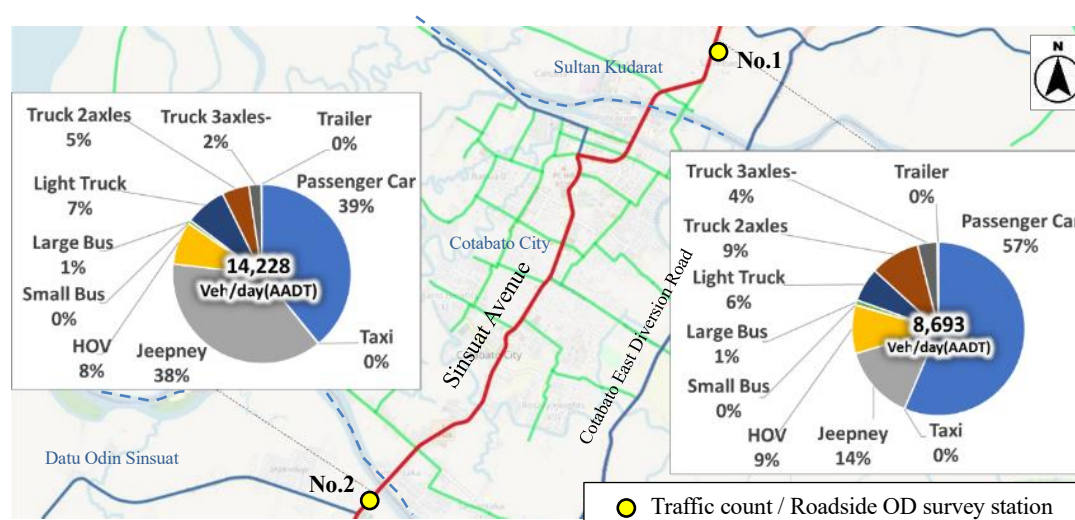 Sultan Kudarat
No.1
N
Truck 2axles
5%
Truck 3axles-
2%
Trailer
0%
Passenger Car
39%
Light Truck
7%
Large Bus
1%
Small Bus
0%
HOV
8%
Jeepney
38%
Taxi
0%
14,228
Veh/day(AADT)
Cotabato City
Sinsuat Avenue
Cotabato East Diversion Road
Truck 3axles-
4%
Trailer
0%
Passenger Car
57%
Truck 2axles
9%
Light Truck
6%
Large Bus
1%
Small Bus
0%
HOV
9%
Jeepney
14%
Taxi
0%
8,693
Veh/day(AADT)
Cotabato City
Datu Odin Sinsuat
No.2
Traffic count / Roadside OD survey station